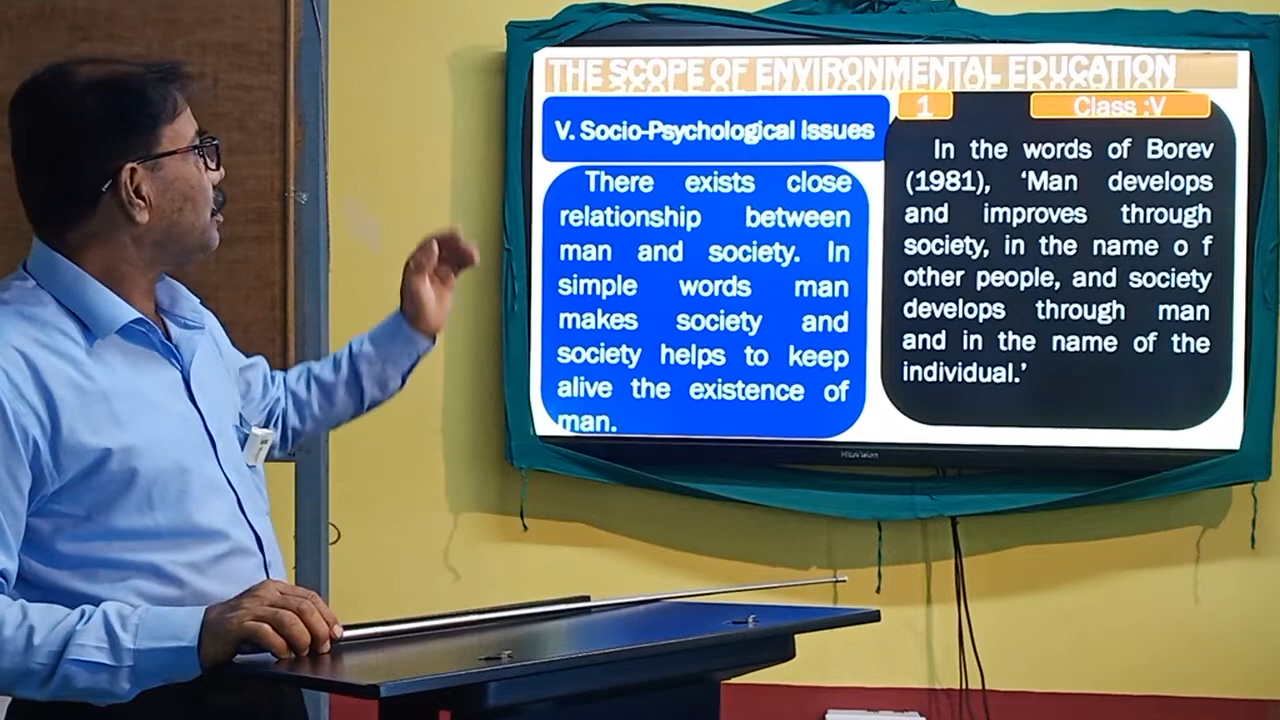 THE SCOPE OF ENVIRONMENTAL EDUCATION
V. Socio-Psychological Issues
1
Class :V
There exists close
relationship between
man and society. In
simple words man
makes society and
society helps to keep
alive the existence of
man.
In the words of Borev
(1981), ‘Man develops
and improves through
society, in the name o f
other people, and society
develops through man
and in the name of the
individual.’